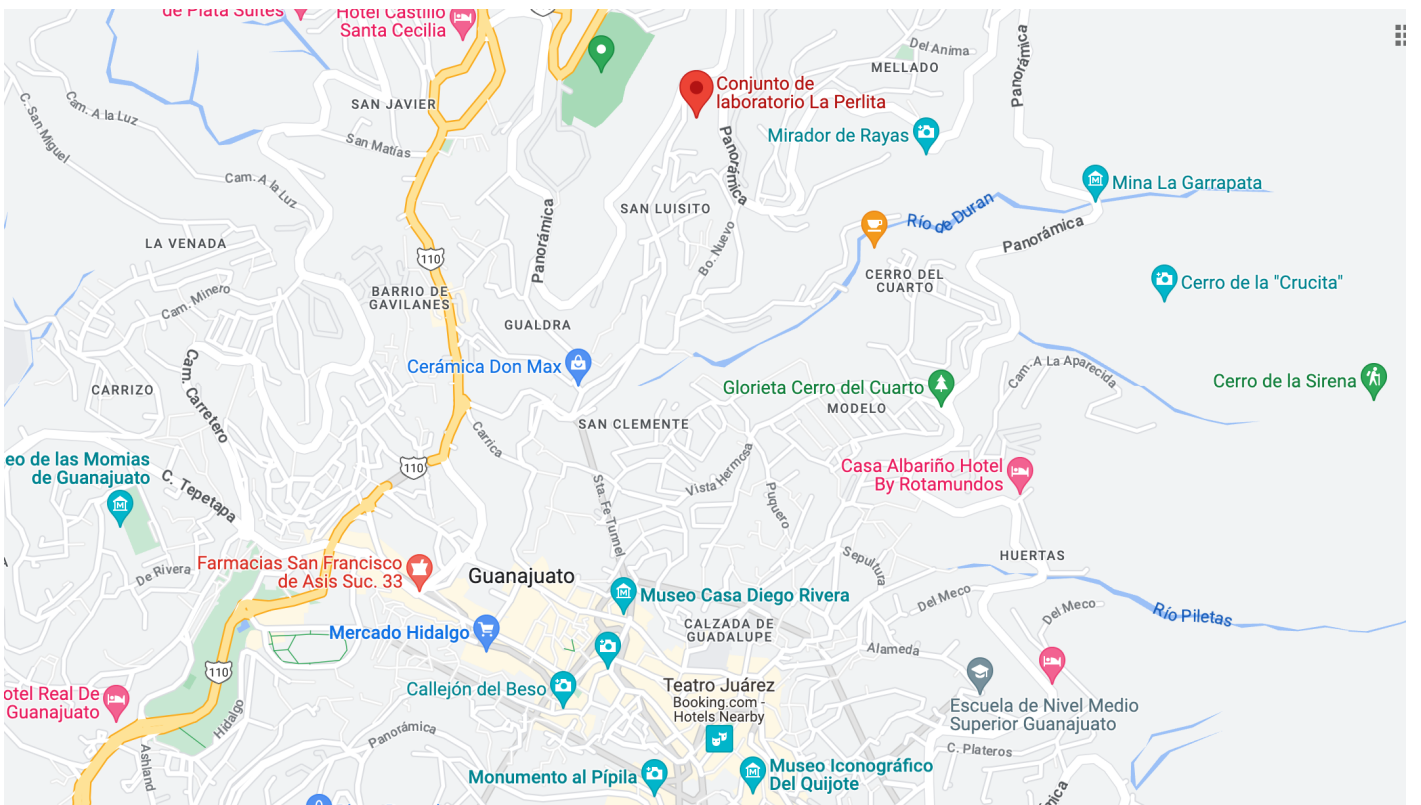 de Plata Suites
Hotel Castillo
Santa Cecilia
Del Anima
MELLADO
Panorámica
Conjunto de
laboratorio La Perlita
SAN JAVIER
Cam. A la Luz
C. San Miguel
San Matías
Mirador de Rayas
Panorámica
Cam. A la Luz
Mina La Garrapata
SAN LUISITO
Río de Duran
Panorámica
LA VENADA
Panorámica
Bo. Nuevo
110
CERRO DEL
CUARTO
Cerro de la "Crucita"
Cam. Minero
BARRIO DE
GAVILANES
GUALDRA
Cerámica Don Max
Cam. Carretero
CARRIZO
Glorieta Cerro del Cuarto
MODELO
Cam. A La Aparecida
Cerro de la Sirena
SAN CLEMENTE
Carrica
110
eo de las Momias
de Guanajuato
C. Tepetapa
Sta. Fe Tunnel
Vista Hermosa
Puquero
Casa Albariño Hotel
By Rotamundos
HUERTAS
Sepultura
De Rivera
Farmacias San Francisco
de Asis Suc. 33
Guanajuato
Museo Casa Diego Rivera
Del Meco
Del Meco
Río Piletas
Mercado Hidalgo
CALZADA DE
GUADALUPE
Alameda
110
otel Real De
Guanajuato
Callejón del Beso
Teatro Juárez
Booking.com -
Hotels Nearby
Escuela de Nivel Medio
Superior Guanajuato
Hidalgo
Panorámica
C. Plateros
Ashland
Monumento al Pípila
Museo Iconográfico
Del Quijote